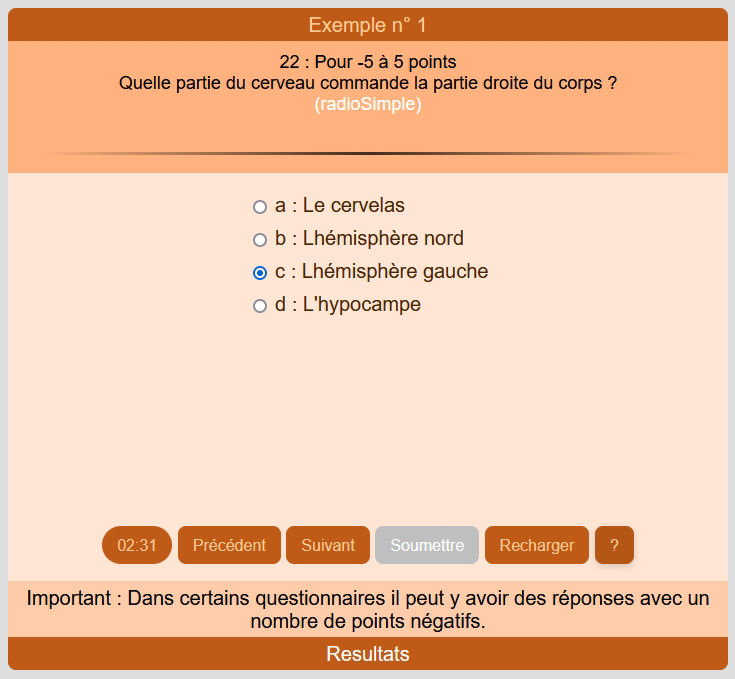 Exemple n° 1
22 : Pour -5 à 5 points
Quelle partie du cerveau commande la partie droite du corps ?
(radioSimple)
a : Le cervelas
b : Lhémisphère nord
c : Lhémisphère gauche
d : L'hypocampe
02:31 Précédent Suivant Soumettre Recharger ?
Important : Dans certains questionnaires il peut y avoir des réponses avec un
nombre de points négatifs.
Resultats